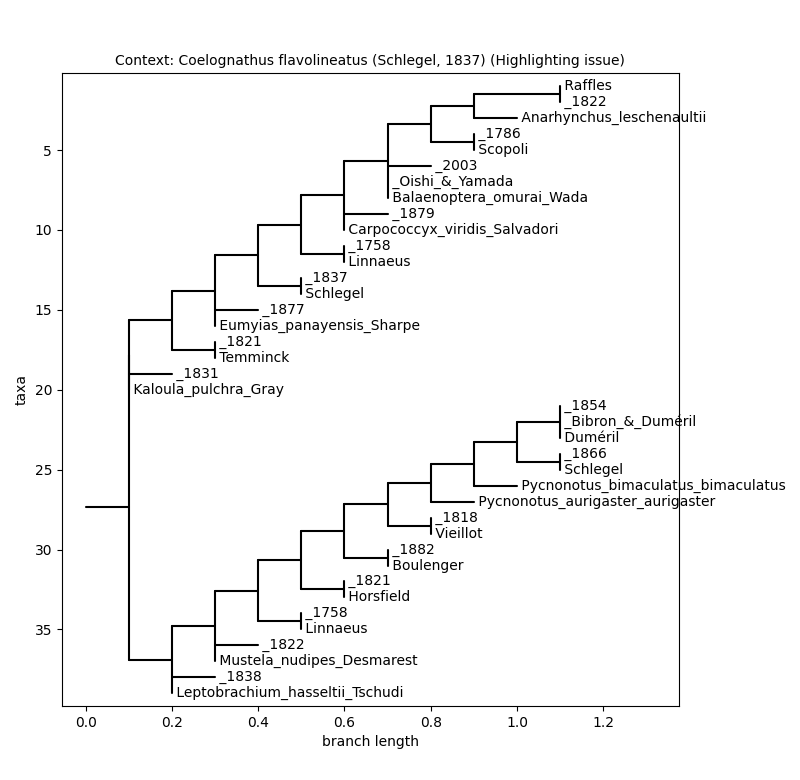 Context: Coelognathus flavolineatus (Schlegel, 1837) (Highlighting issue)
Raffles
_1822
Anarhynchus_leschenaultii
_1786
Scopoli
_2003
_Oishi_&_Yamada
Balaenoptera_omurai_Wada
_1879
Carpococcyx_viridis_Salvadori
_1758
Linnaeus
_1837
Schlegel
_1877
Eumyias_panayensis_Sharpe
_1821
Temminck
_1831
Kaloula_pulchra_Gray
_1854
_Bibron_&_Duméril
Duméril
_1866
Schlegel
Pycnonotus_bimaculatus_bimaculatus
Pycnonotus_aurigaster_aurigaster
_1818
Vieillot
_1882
Boulenger
_1821
Horsfield
_1758
Linnaeus
_1822
Mustela_nudipes_Desmarest
_1838
Leptobrachium_hasseltii_Tschudi
5
10
15
20
25
30
35
taxa
0.0 0.2 0.4 0.6 0.8 1.0 1.2
branch length